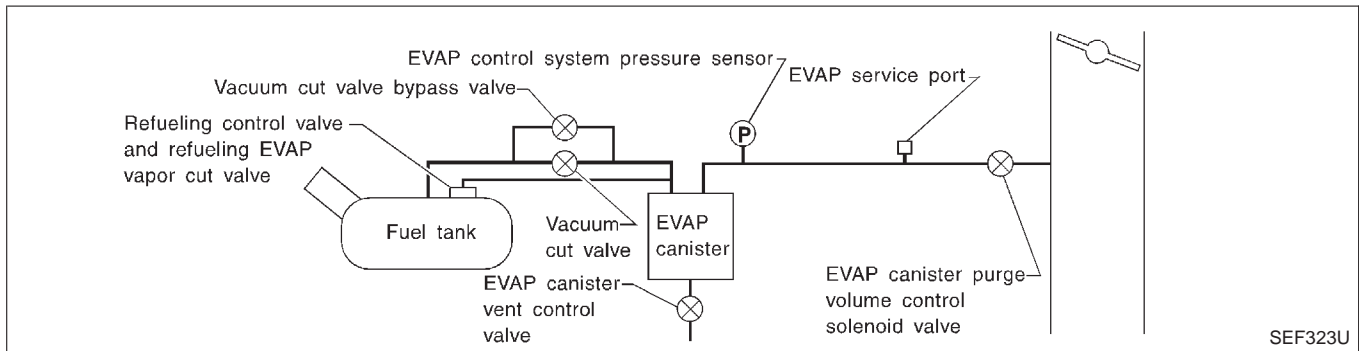 EVAP control system pressure sensor
EVAP service port
Vacuum cut valve bypass valve
Refueling control valve
and refueling EVAP
vapor cut valve
P
Fuel tank
Vacuum
cut valve
EVAP
canister
EVAP canister
vent control
valve
EVAP canister purge
volume control
solenoid valve
SEF323U